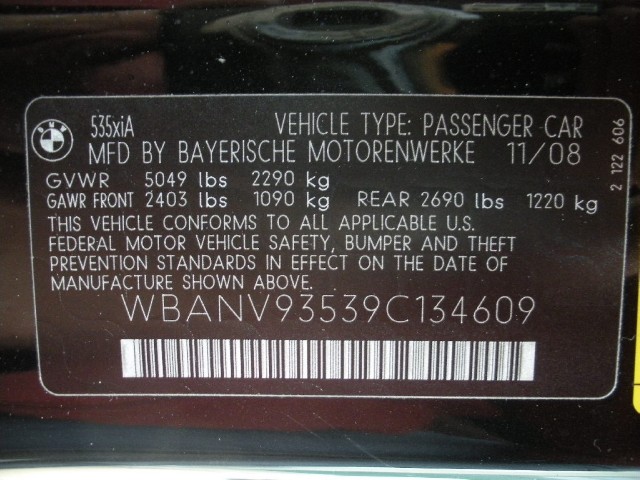 BMW
535xiA VEHICLE TYPE: PASSENGER CAR
MFD BY BAYERISCHE MOTORENWERKE 11/08
GVWR 5049 lbs 2290 kg
GAWR FRONT 2403 lbs 1090 kg REAR 2690 lbs 1220 kg
THIS VEHICLE CONFORMS TO ALL APPLICABLE U.S.
FEDERAL MOTOR VEHICLE SAFETY, BUMPER AND THEFT
PREVENTION STANDARDS IN EFFECT ON THE DATE OF
MANUFACTURE SHOWN ABOVE.
WBANV93539C134609
2 122 606